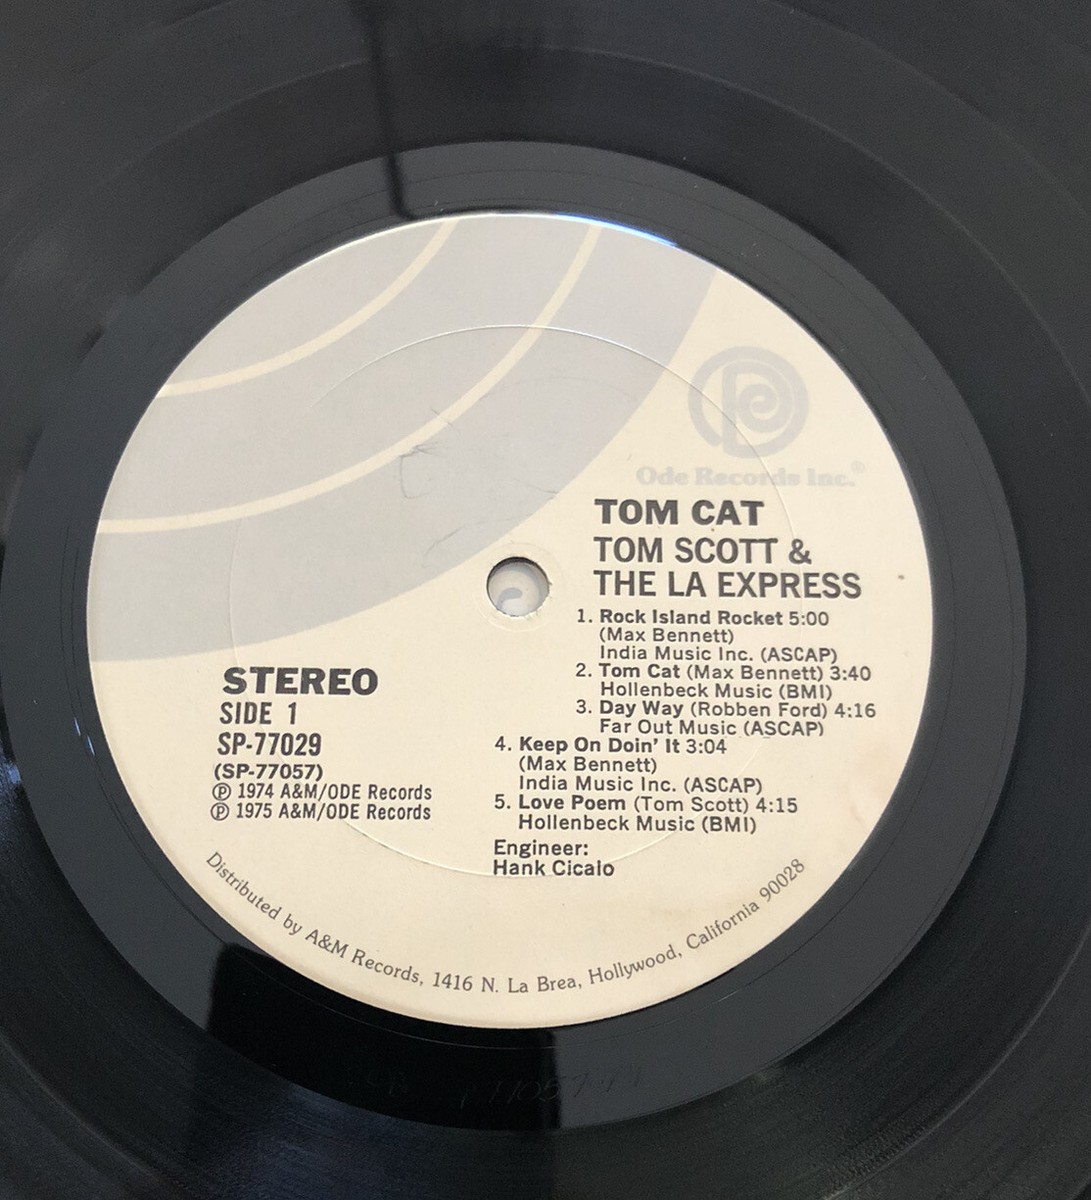 Ode Records Inc.®
TOM CAT
TOM SCOTT &
THE LA EXPRESS
1. Rock Island Rocket 5:00
(Max Bennett)
India Music Inc. (ASCAP)
2. Tom Cat (Max Bennett) 3:40
Hollenbeck Music (BMI)
3. Day Way (Robben Ford) 4:16
Far Out Music (ASCAP)
4. Keep On Doin' It 3:04
(Max Bennett)
India Music Inc. (ASCAP)
5. Love Poem (Tom Scott) 4:15
Hollenbeck Music (BMI)
Engineer:
Hank Cicalo
STEREO
SIDE 1
SP-77029
(SP-77057)
℗ 1974 A&M/ODE Records
℗ 1975 A&M/ODE Records
Distributed by A&M Records, 1416 N. La Brea, Hollywood, California 90028